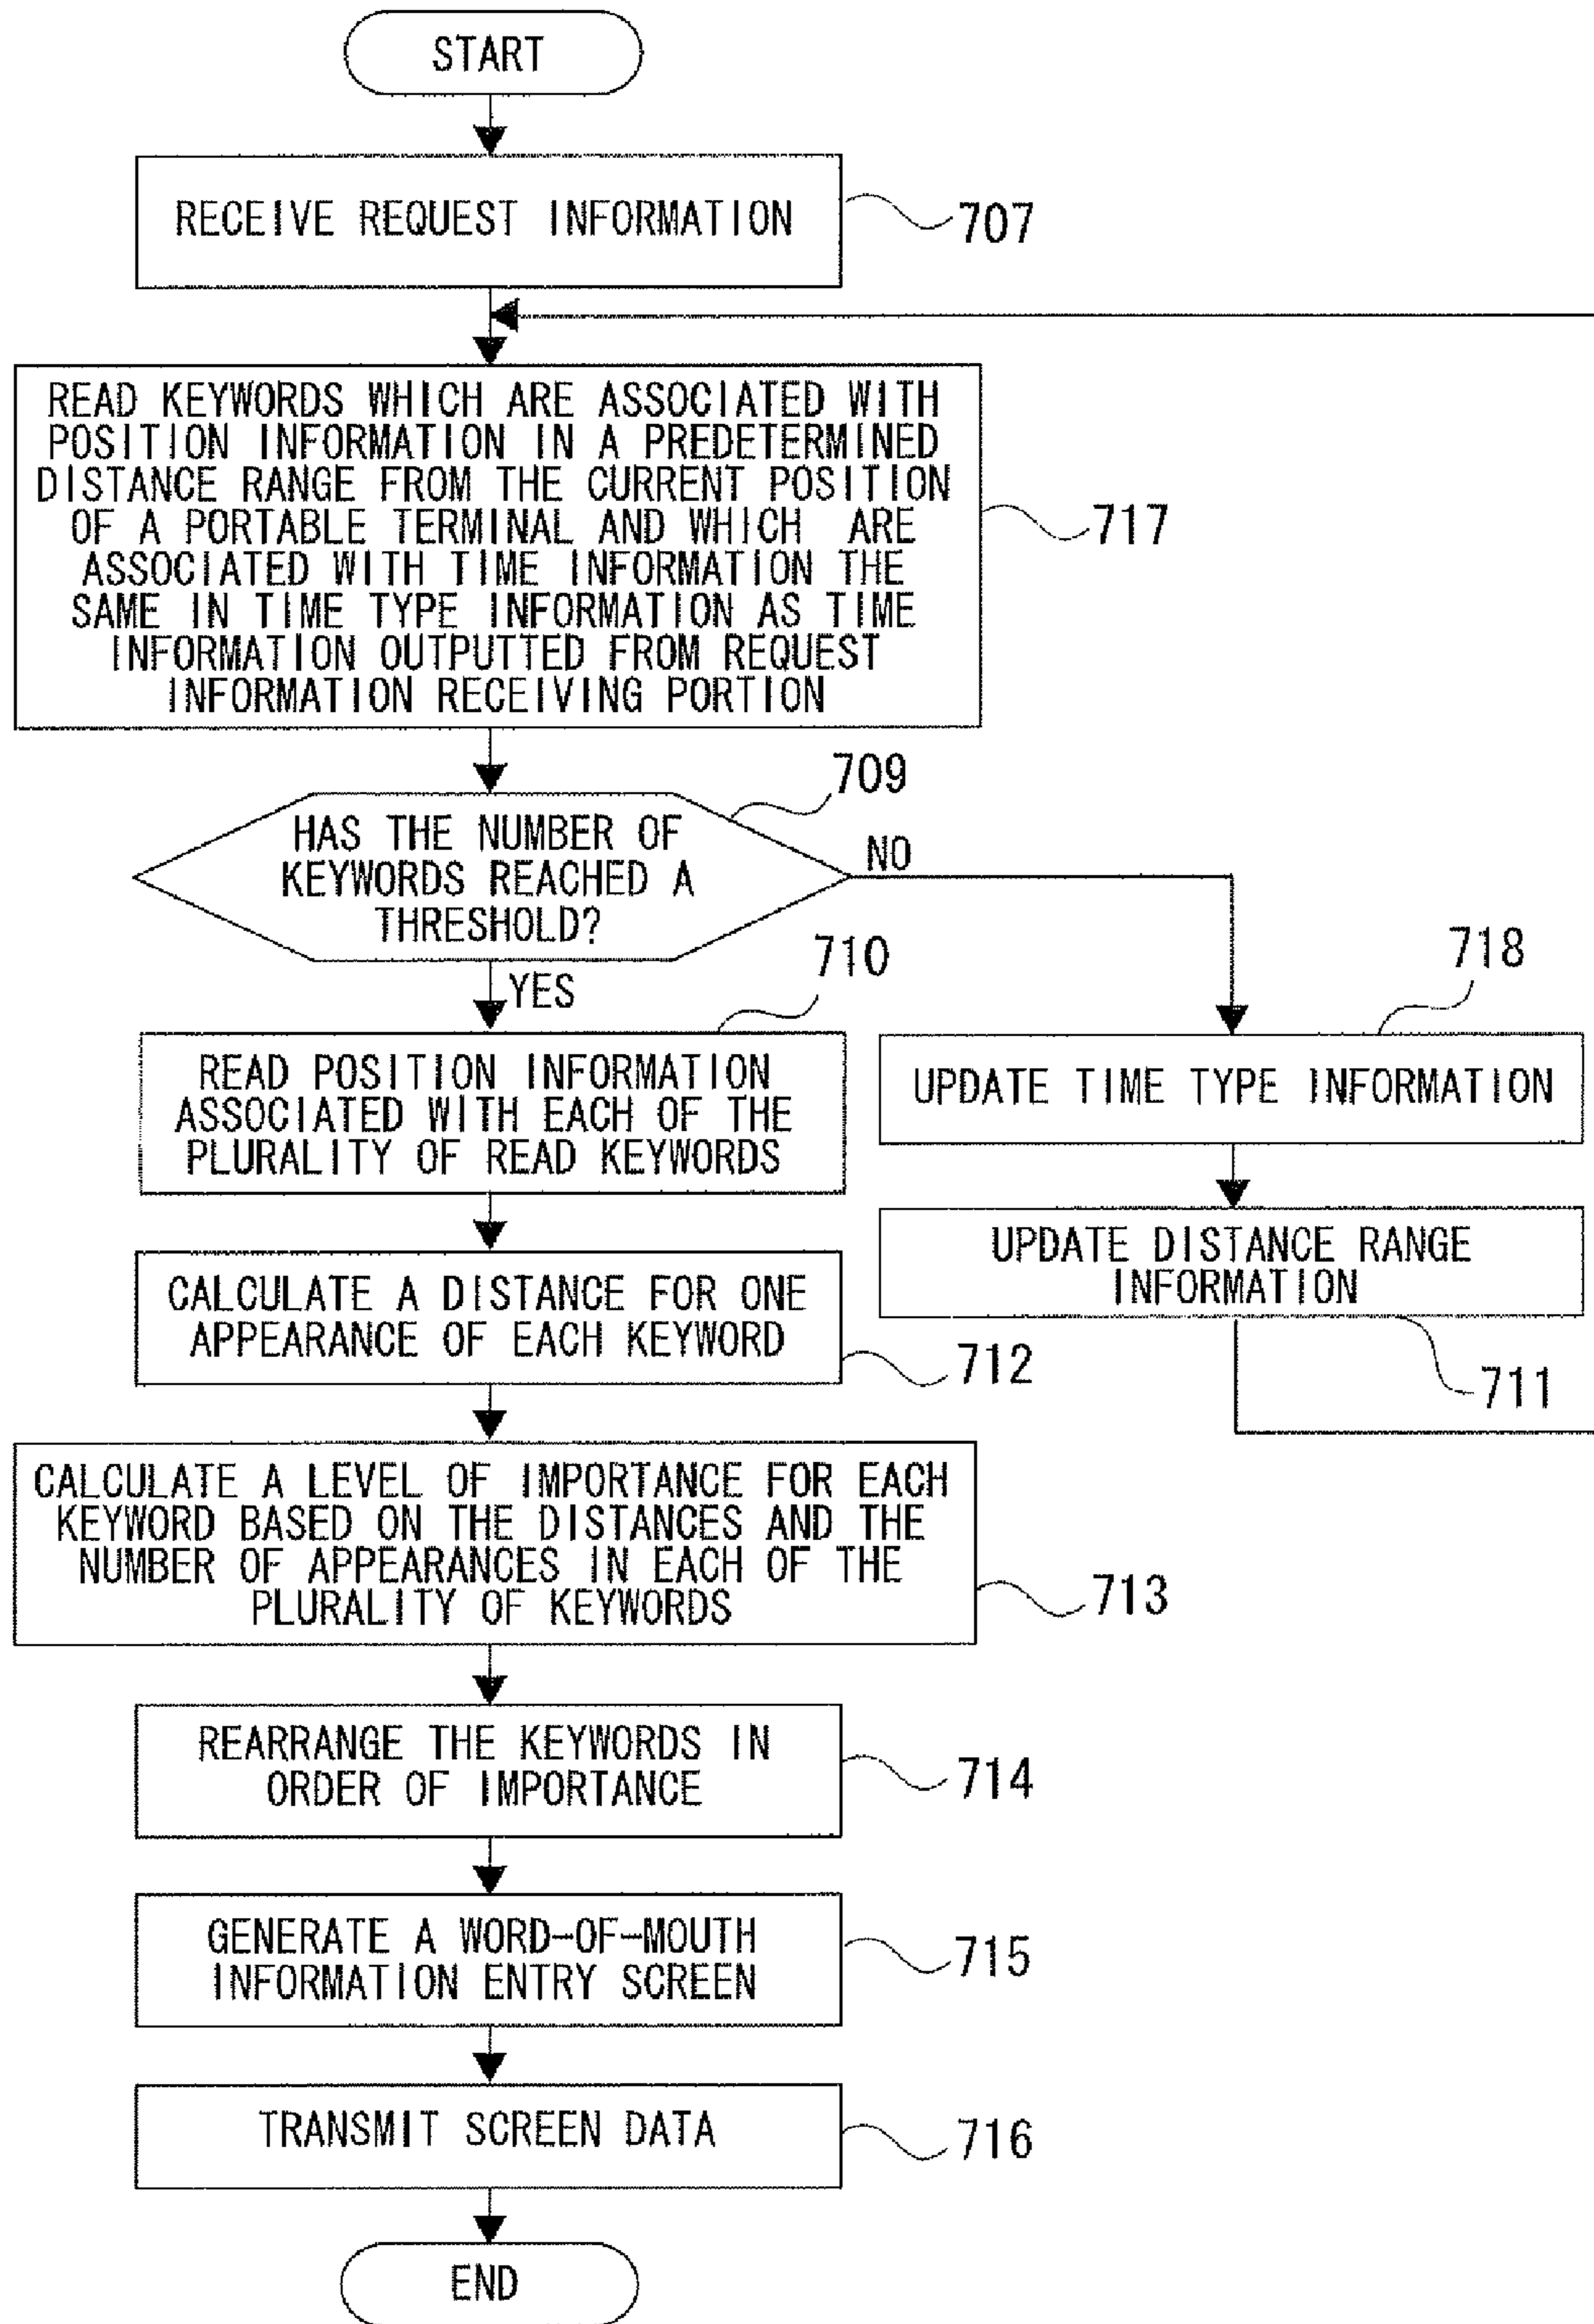 START
RECEIVE REQUEST INFORMATION
707
READ KEYWORDS WHICH ARE ASSOCIATED WITH
POSITION INFORMATION IN A PREDETERMINED
DISTANCE RANGE FROM THE CURRENT POSITION
OF A PORTABLE TERMINAL AND WHICH ARE
ASSOCIATED WITH TIME INFORMATION THE
SAME IN TIME TYPE INFORMATION AS TIME
INFORMATION OUTPUTTED FROM REQUEST
INFORMATION RECEIVING PORTION
717
709
HAS THE NUMBER OF
KEYWORDS REACHED A
THRESHOLD?
NO
YES
710
READ POSITION INFORMATION
ASSOCIATED WITH EACH OF THE
PLURALITY OF READ KEYWORDS
718
UPDATE TIME TYPE INFORMATION
UPDATE DISTANCE RANGE
INFORMATION
711
CALCULATE A DISTANCE FOR ONE
APPEARANCE OF EACH KEYWORD
712
CALCULATE A LEVEL OF IMPORTANCE FOR EACH
KEYWORD BASED ON THE DISTANCES AND THE
NUMBER OF APPEARANCES IN EACH OF THE
PLURALITY OF KEYWORDS
713
REARRANGE THE KEYWORDS IN
ORDER OF IMPORTANCE
714
GENERATE A WORD-OF-MOUTH
INFORMATION ENTRY SCREEN
715
TRANSMIT SCREEN DATA
716
END